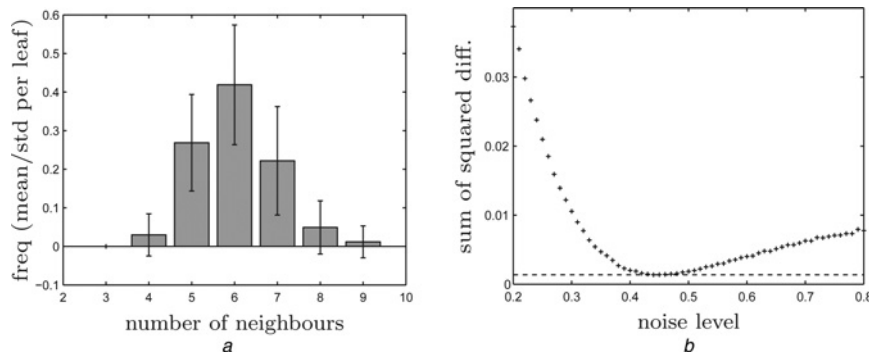 freq (mean/std per leaf)
0.6
0.5
0.4
0.3
0.2
0.1
0
−0.1
2 3 4 5 6 7 8 9 10
number of neighbours
a
sum of squared diff.
0.03
0.02
0.01
0
0.2 0.3 0.4 0.5 0.6 0.7 0.8
noise level
b